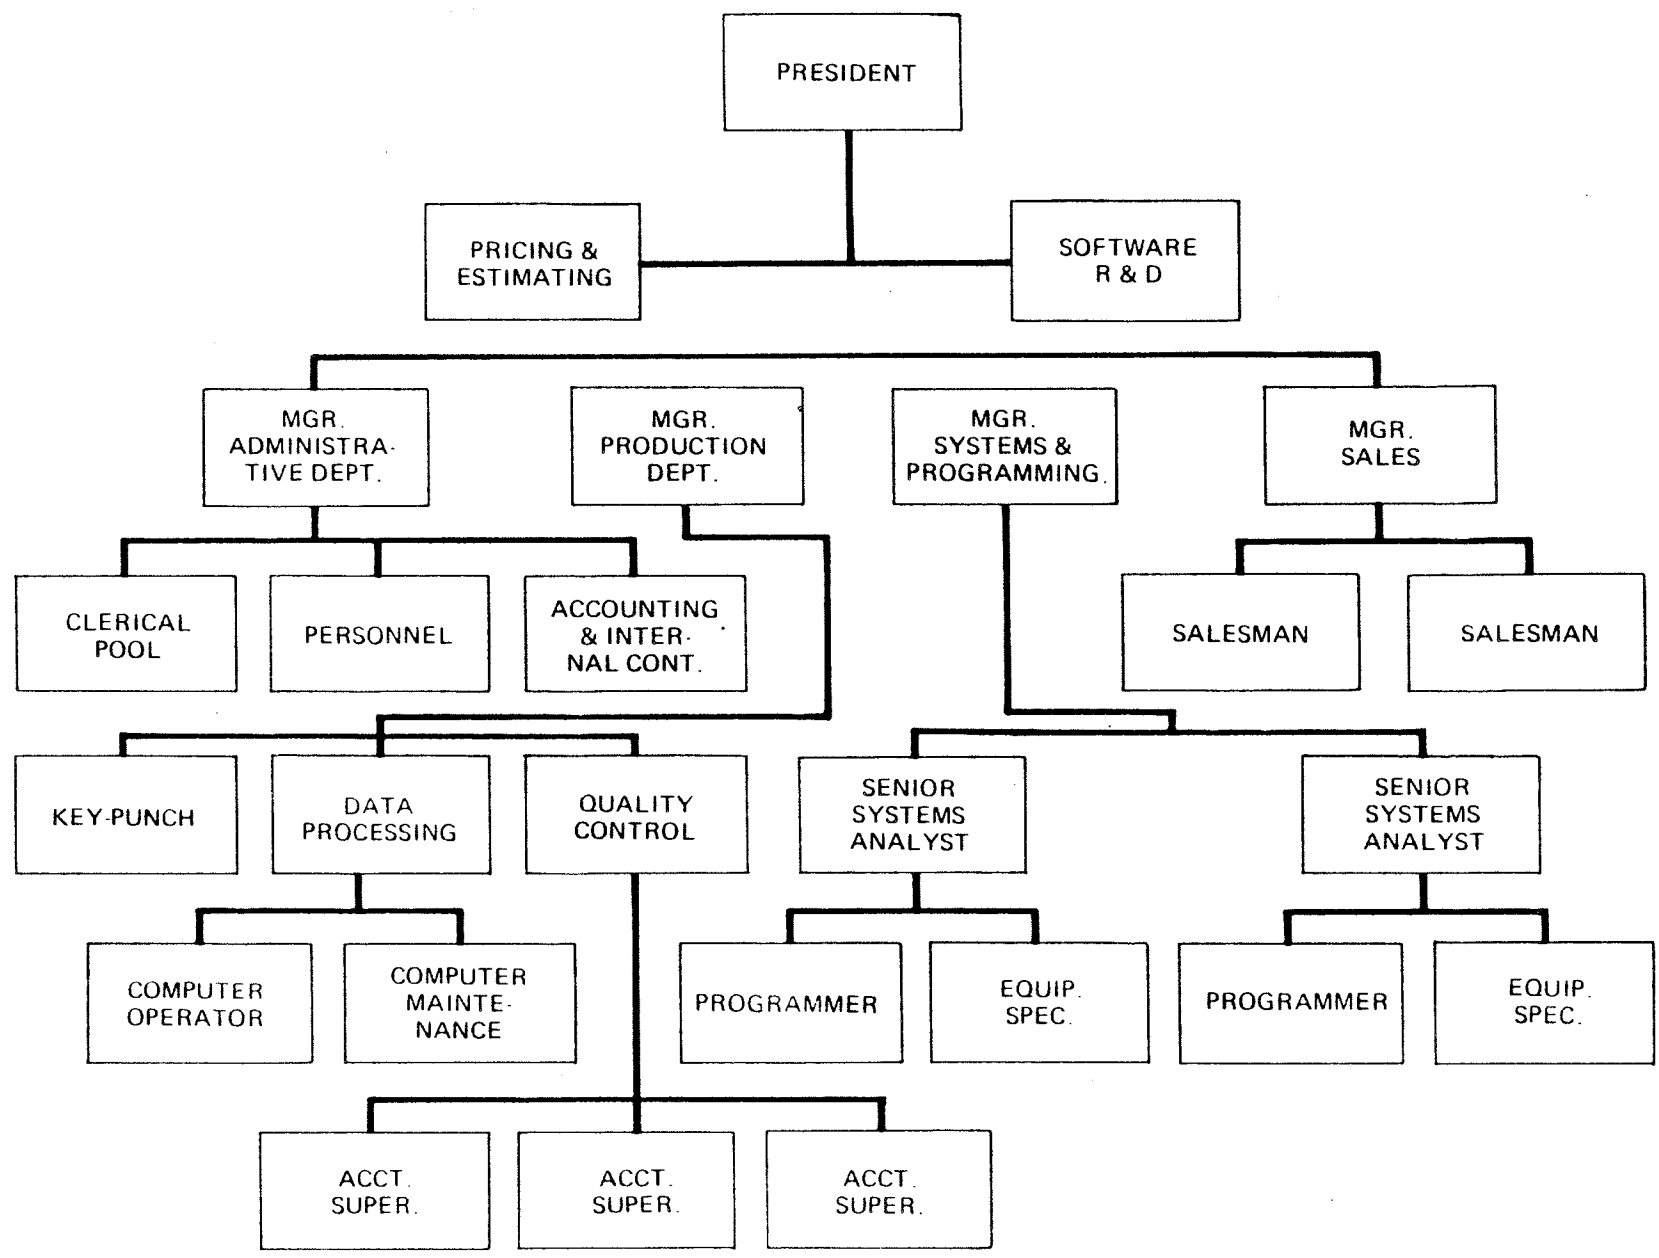 PRESIDENT
PRICING &
ESTIMATING
SOFTWARE
R & D
MGR.
ADMINISTRA-
TIVE DEPT.
MGR.
PRODUCTION
DEPT.
MGR.
SYSTEMS &
PROGRAMMING.
MGR.
SALES
CLERICAL
POOL
PERSONNEL
ACCOUNTING
& INTER-
NAL CONT.
SALESMAN
SALESMAN
KEY-PUNCH
DATA
PROCESSING
QUALITY
CONTROL
SENIOR
SYSTEMS
ANALYST
SENIOR
SYSTEMS
ANALYST
COMPUTER
OPERATOR
COMPUTER
MAINTE-
NANCE
PROGRAMMER
EQUIP.
SPEC.
PROGRAMMER
EQUIP.
SPEC.
ACCT.
SUPER.
ACCT.
SUPER.
ACCT.
SUPER.